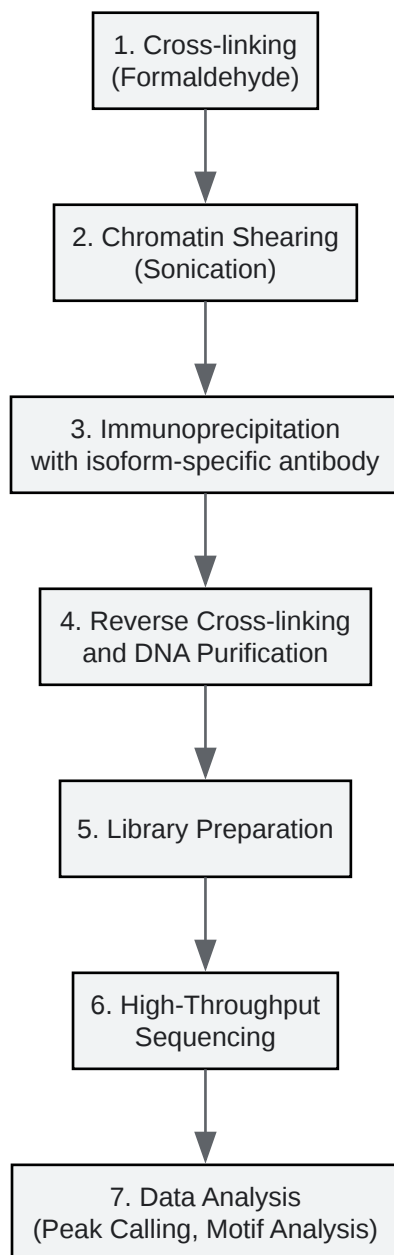 1. Cross-linking
(Formaldehyde)
2. Chromatin Shearing
(Sonication)
3. Immunoprecipitation
with isoform-specific antibody
4. Reverse Cross-linking
and DNA Purification
5. Library Preparation
6. High-Throughput
Sequencing
7. Data Analysis
(Peak Calling, Motif Analysis)